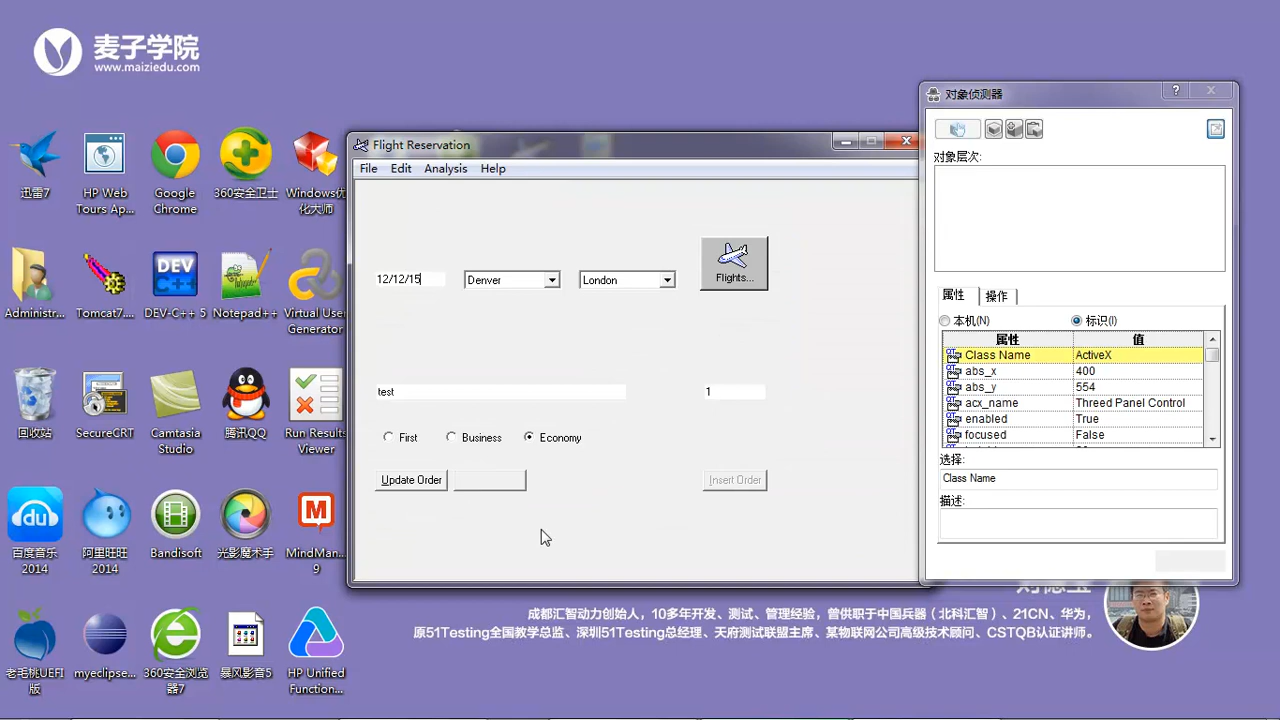 麦子学院
www.maiziedu.com
迅雷7
HP Web
Tours Ap...
Google
Chrome
360安全卫士
Windows优
化大师
Administr...
Tomcat7....
DEV
C++
DEV-C++ 5
Notepad++
Virtual User
Generator
回收站
SecureCRT
Camtasia
Studio
腾讯QQ
Run Results
Viewer
du
百度音乐
2014
阿里旺旺
2014
Bandisoft
光影魔术手
M
MindMan...
9
老毛桃UEFI
版
myeclipse...
360安全浏览
器7
暴风影音5
HP Unified
Function...
Flight Reservation
File Edit Analysis Help
12/12/15
Denver
London
Flights...
test
1
First
Business
Economy
Update Order
Insert Order
对象侦测器
?
对象层次:
属性
操作
本机(N)
标识(I)
属性 值
Class Name ActiveX
abs_x 400
abs_y 554
acx_name Threed Panel Control
enabled True
focused False
选择:
Class Name
描述:
成都汇智动力创始人，10多年开发、测试、管理经验，曾供职于中国兵器（北科汇智）、21CN、华为，
原51Testing全国教学总监、深圳51Testing总经理、天府测试联盟主席、某物联网公司高级技术顾问、CSTQB认证讲师。